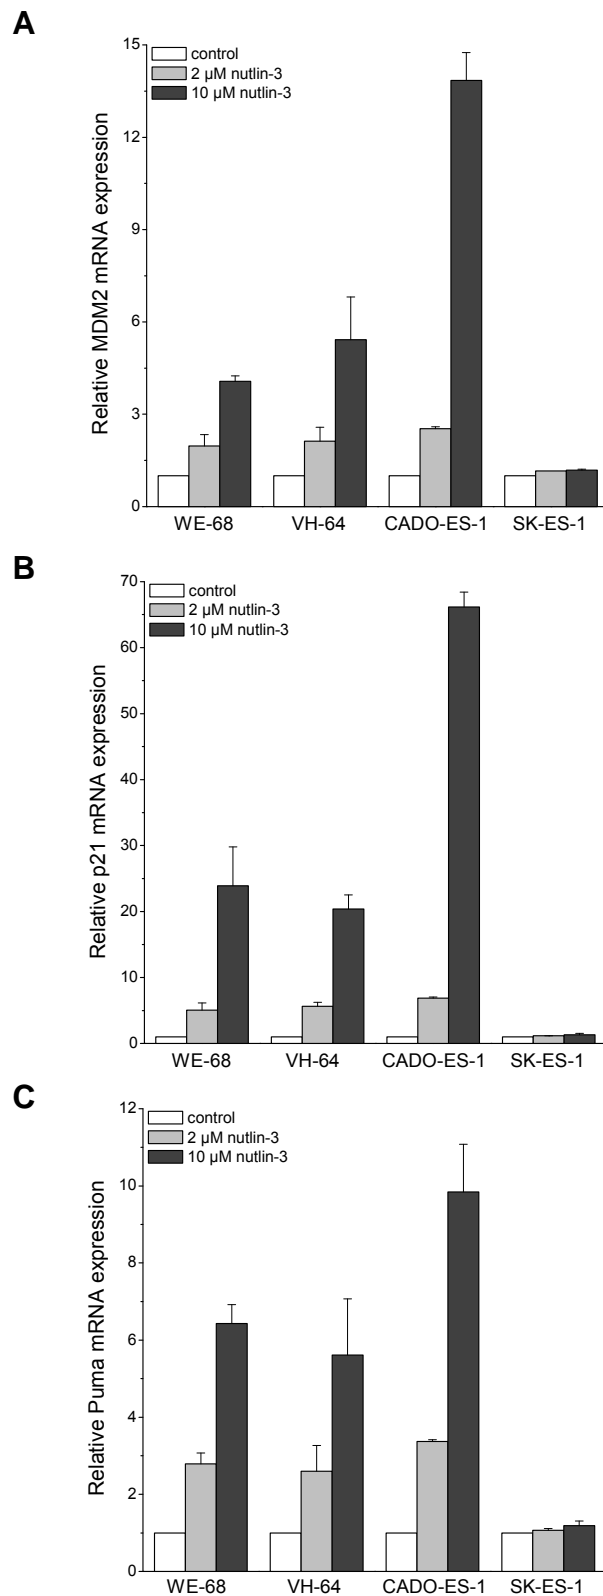 A
Relative MDM2 mRNA expression
15
12
9
6
3
0
control
2 µM nutlin-3
10 µM nutlin-3
WE-68 VH-64 CADO-ES-1 SK-ES-1
B
Relative p21 mRNA expression
70
60
50
40
30
20
10
0
control
2 µM nutlin-3
10 µM nutlin-3
WE-68 VH-64 CADO-ES-1 SK-ES-1
C
Relative Puma mRNA expression
12
10
8
6
4
2
0
control
2 µM nutlin-3
10 µM nutlin-3
WE-68 VH-64 CADO-ES-1 SK-ES-1